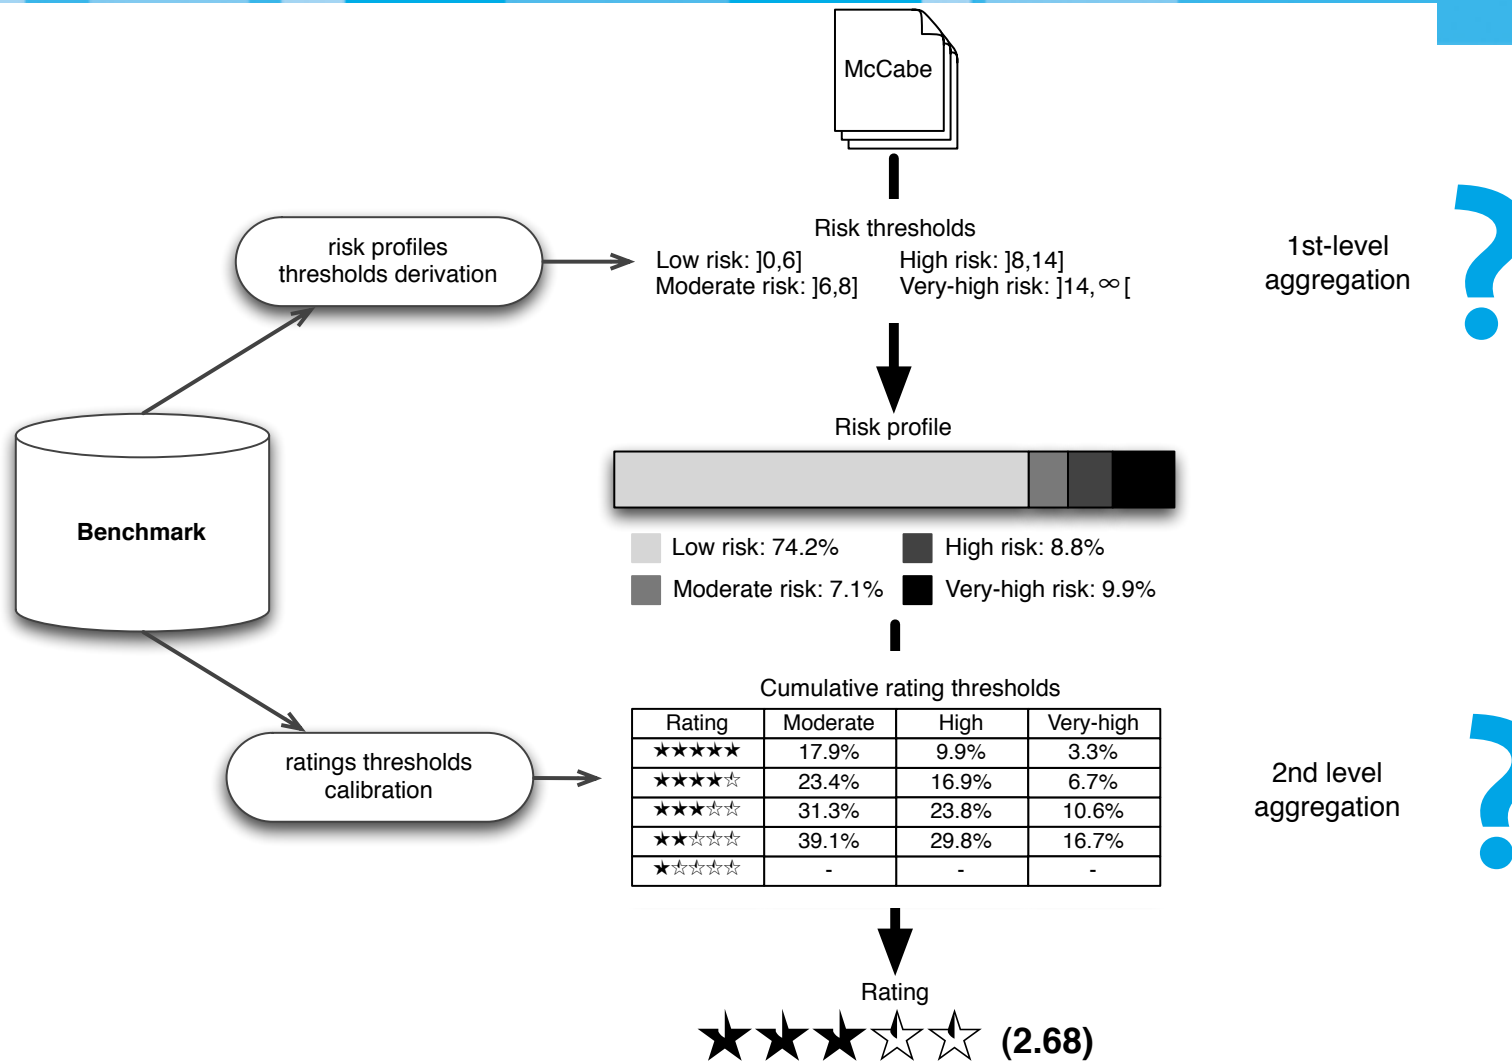 McCabe
Risk thresholds
risk profiles
thresholds derivation
Low risk: ]0,6] High risk: ]8,14]
Moderate risk: ]6,8] Very-high risk: ]14,∞[
1st-level
aggregation
?
Risk profile
Benchmark
Low risk: 74.2% High risk: 8.8%
Moderate risk: 7.1% Very-high risk: 9.9%
Cumulative rating thresholds
Rating Moderate High Very-high
★★★★★ 17.9% 9.9% 3.3%
★★★★☆ 23.4% 16.9% 6.7%
★★★☆☆ 31.3% 23.8% 10.6%
★★☆☆☆ 39.1% 29.8% 16.7%
★☆☆☆☆ - - -
ratings thresholds
calibration
2nd level
aggregation
?
Rating
★★★☆☆ (2.68)